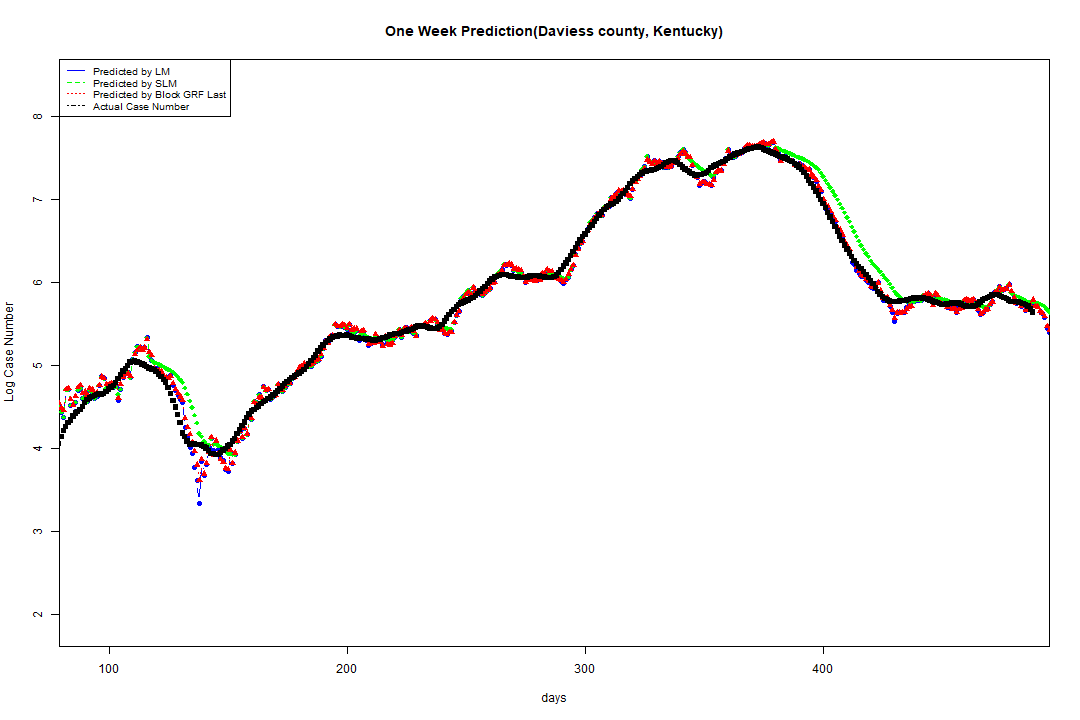 One Week Prediction(Daviess county, Kentucky)
Predicted by LM
Predicted by SLM
Predicted by Block GRF Last
Actual Case Number
8
7
6
5
4
3
2
Log Case Number
100 200 300 400
days